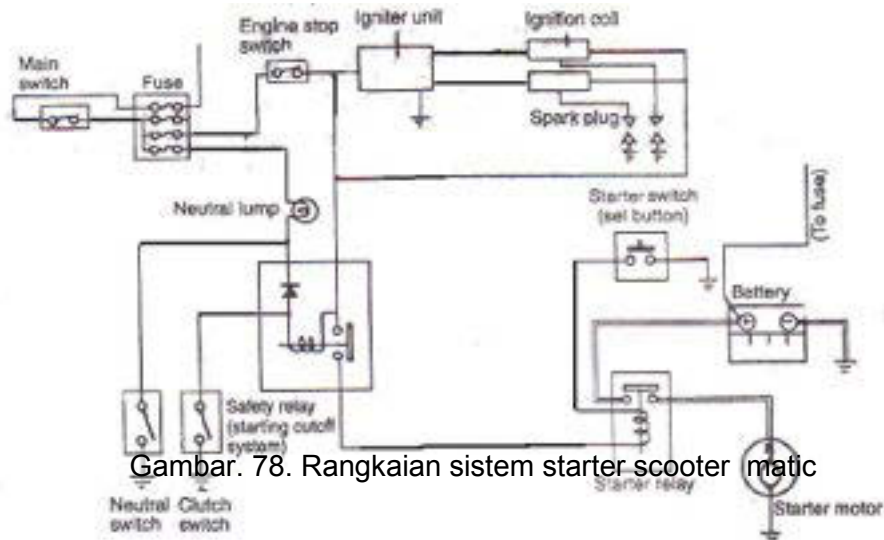 Engine stop
switch
Igniter unit
Ignition coil
Main
switch
Fuse
Spark plug
Neutral lump
Starter switch
(sel button)
(To fuse)
Battery
Safety relay
(starting cutoff
system)
Gambar. 78. Rangkaian sistem starter scooter matic
Starter relay
Neutral
switch
Clutch
switch
Starter motor